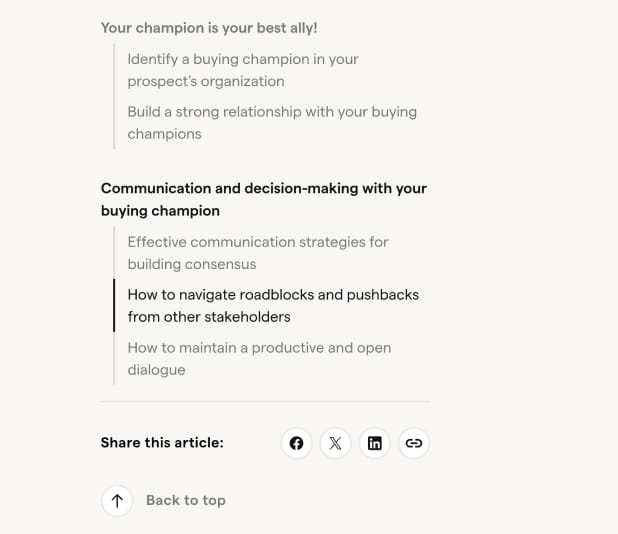 Your champion is your best ally!
Identify a buying champion in your
prospect’s organization
Build a strong relationship with your buying
champions
Communication and decision-making with your
buying champion
Effective communication strategies for
building consensus
How to navigate roadblocks and pushbacks
from other stakeholders
How to maintain a productive and open
dialogue
Share this article:
Back to top